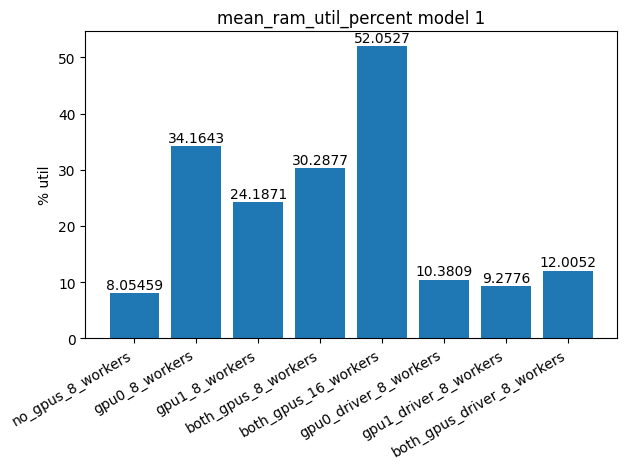 mean_ram_util_percent model 1
% util
50
40
30
20
10
0
8.05459
34.1643
24.1871
30.2877
52.0527
10.3809
9.2776
12.0052
no_gpus_8_workers
gpu0_8_workers
gpu1_8_workers
both_gpus_8_workers
both_gpus_16_workers
gpu0_driver_8_workers
gpu1_driver_8_workers
both_gpus_driver_8_workers